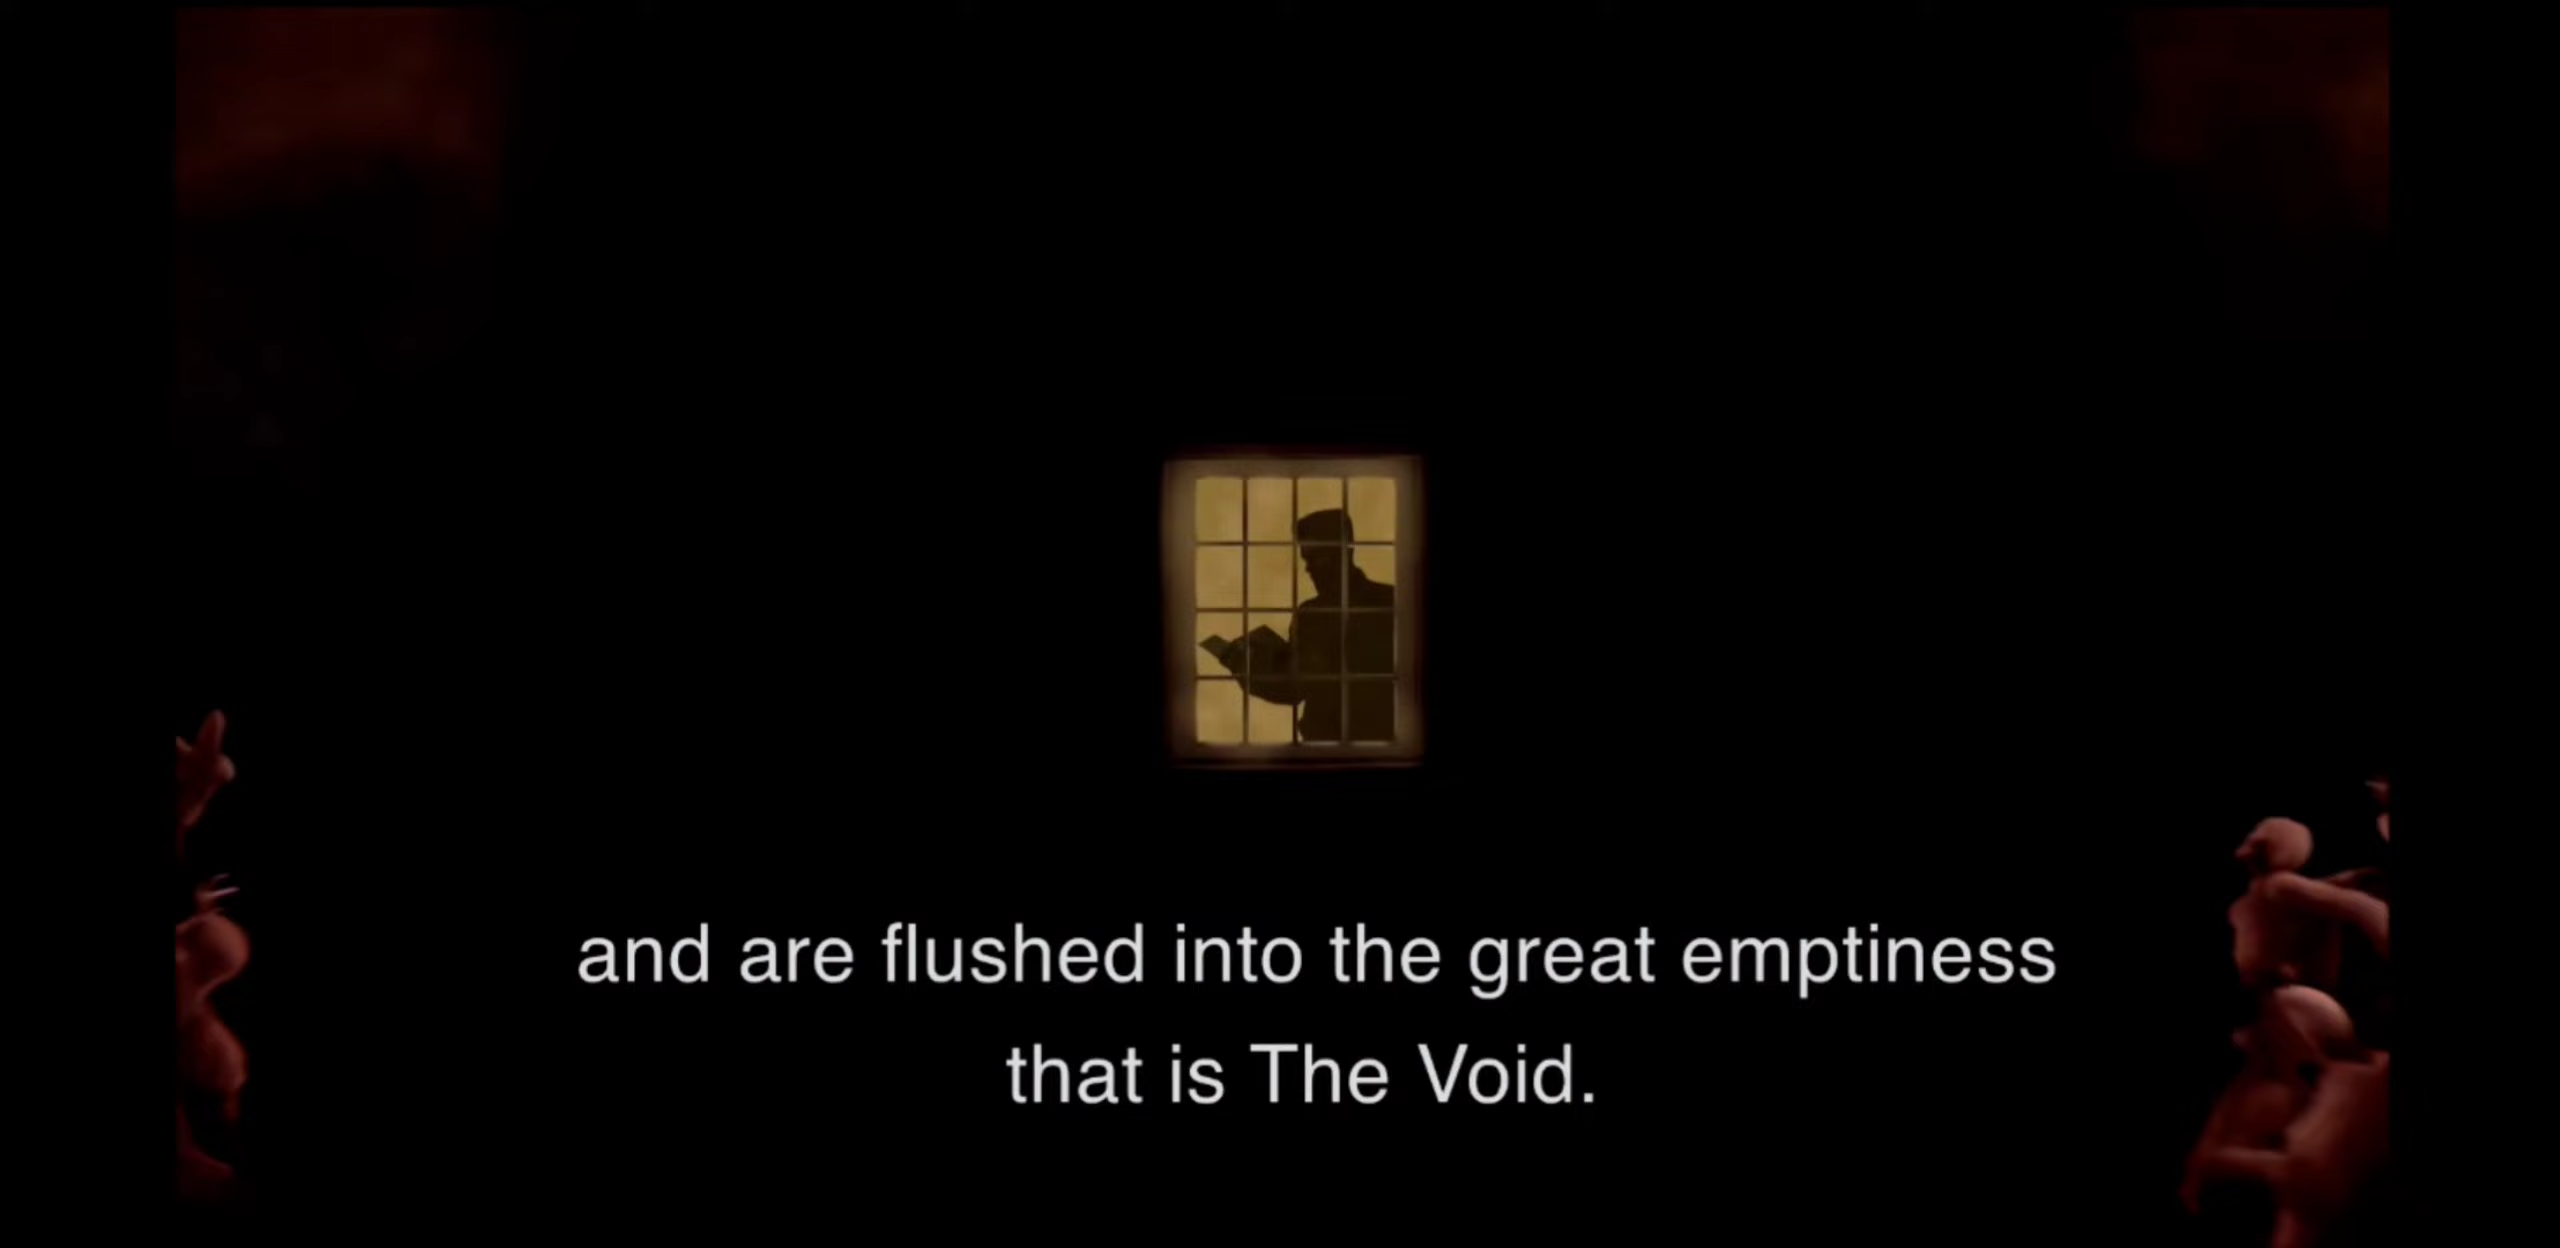 and are flushed into the great emptiness
that is The Void.